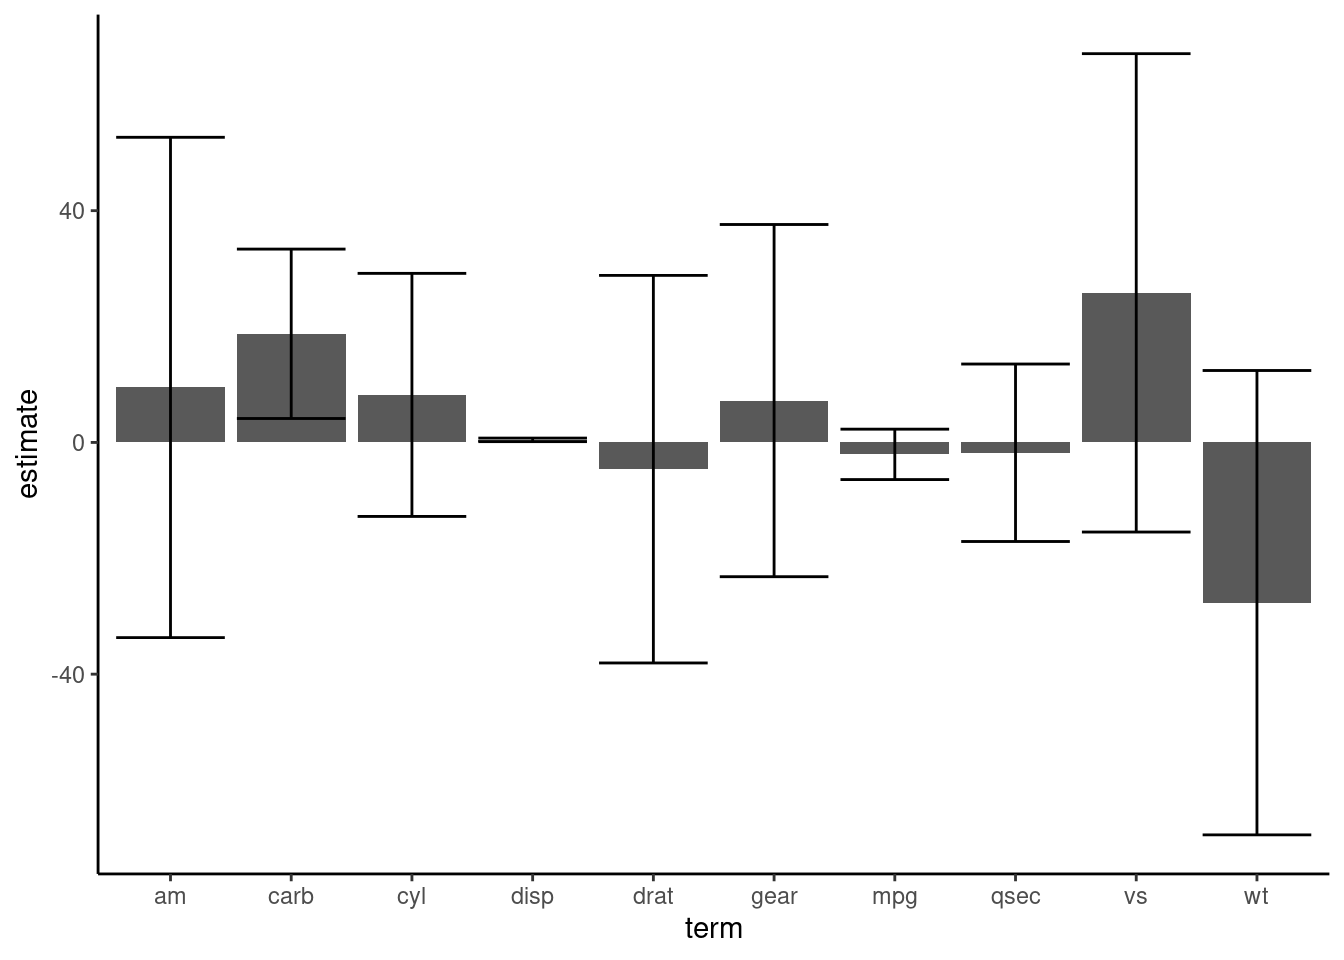 estimate
40
0
-40
am carb cyl disp drat gear mpg qsec vs wt
term